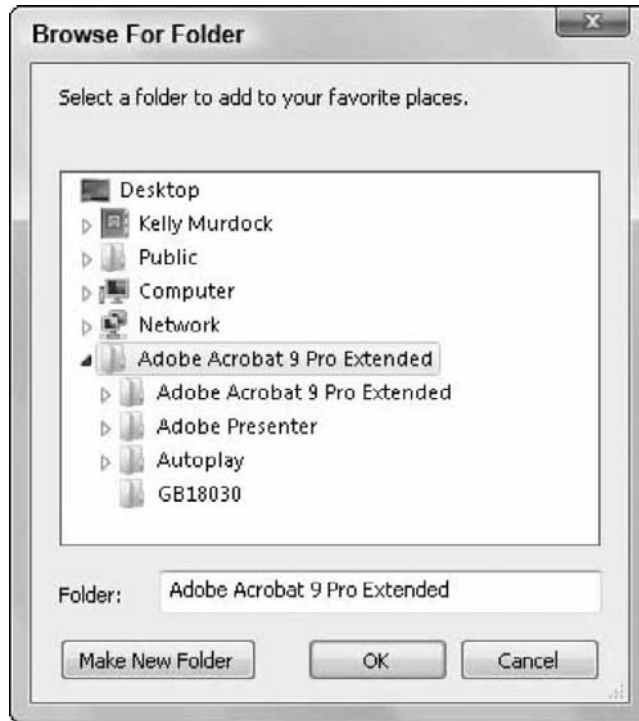 Browse For Folder
Select a folder to add to your favorite places.
Desktop
Kelly Murdock
Public
Computer
Network
Adobe Acrobat 9 Pro Extended
Adobe Acrobat 9 Pro Extended
Adobe Presenter
Autoplay
GB18030
Folder: Adobe Acrobat 9 Pro Extended
Make New Folder OK Cancel